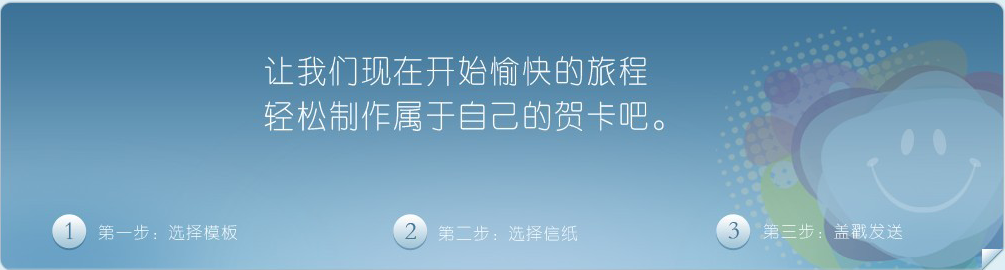 让我们现在开始愉快的旅程
轻松制作属于自己的贺卡吧。
1 第一步：选择模板
2 第二步：选择信纸
3 第三步：盖戳发送